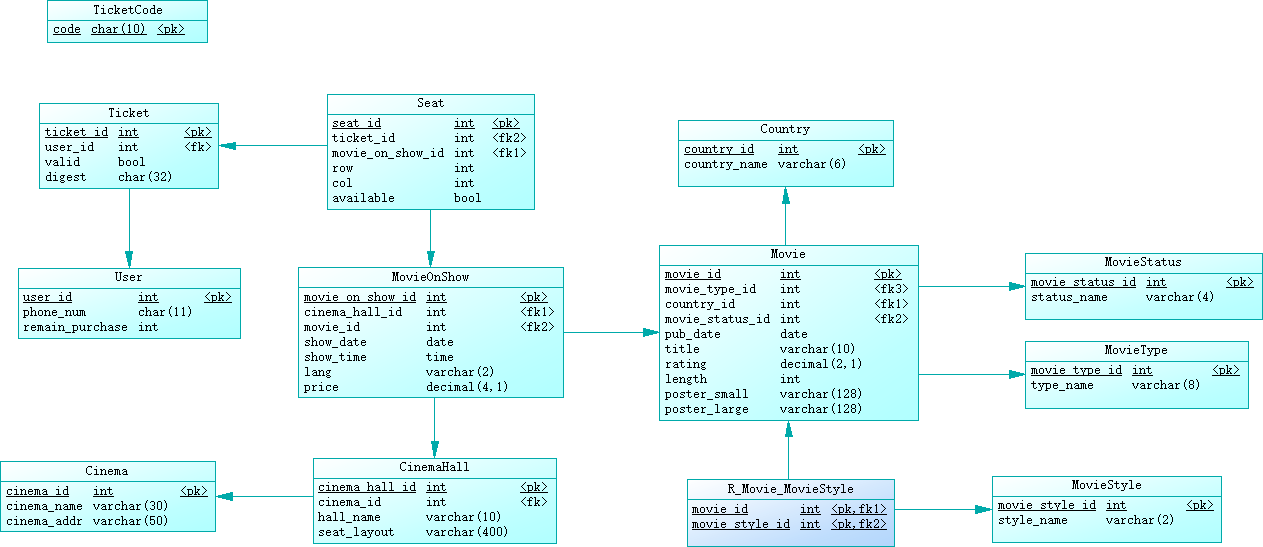 TicketCode
code char(10) <pk>
Ticket
ticket_id int <pk>
user_id int <fk>
valid bool
digest char(32)
Seat
seat_id int <pk>
ticket_id int <fk2>
movie_on_show_id int <fk1>
row int
col int
available bool
Country
country_id int <pk>
country_name varchar(6)
User
user_id int <pk>
phone_num char(11)
remain_purchase int
MovieOnShow
movie_on_show_id int <pk>
cinema_hall_id int <fk1>
movie_id int <fk2>
show_date date
show_time time
lang varchar(2)
price decimal(4,1)
Movie
movie_id int <pk>
movie_type_id int <fk3>
country_id int <fk1>
movie_status_id int <fk2>
pub_date date
title varchar(10)
rating decimal(2,1)
length int
poster_small varchar(128)
poster_large varchar(128)
MovieStatus
movie_status_id int <pk>
status_name varchar(4)
MovieType
movie_type_id int <pk>
type_name varchar(8)
Cinema
cinema_id int <pk>
cinema_name varchar(30)
cinema_addr varchar(50)
CinemaHall
cinema_hall_id int <pk>
cinema_id int <fk>
hall_name varchar(10)
seat_layout varchar(400)
R_Movie_MovieStyle
movie_id int <pk,fk1>
movie_style_id int <pk,fk2>
MovieStyle
movie_style_id int <pk>
style_name varchar(2)